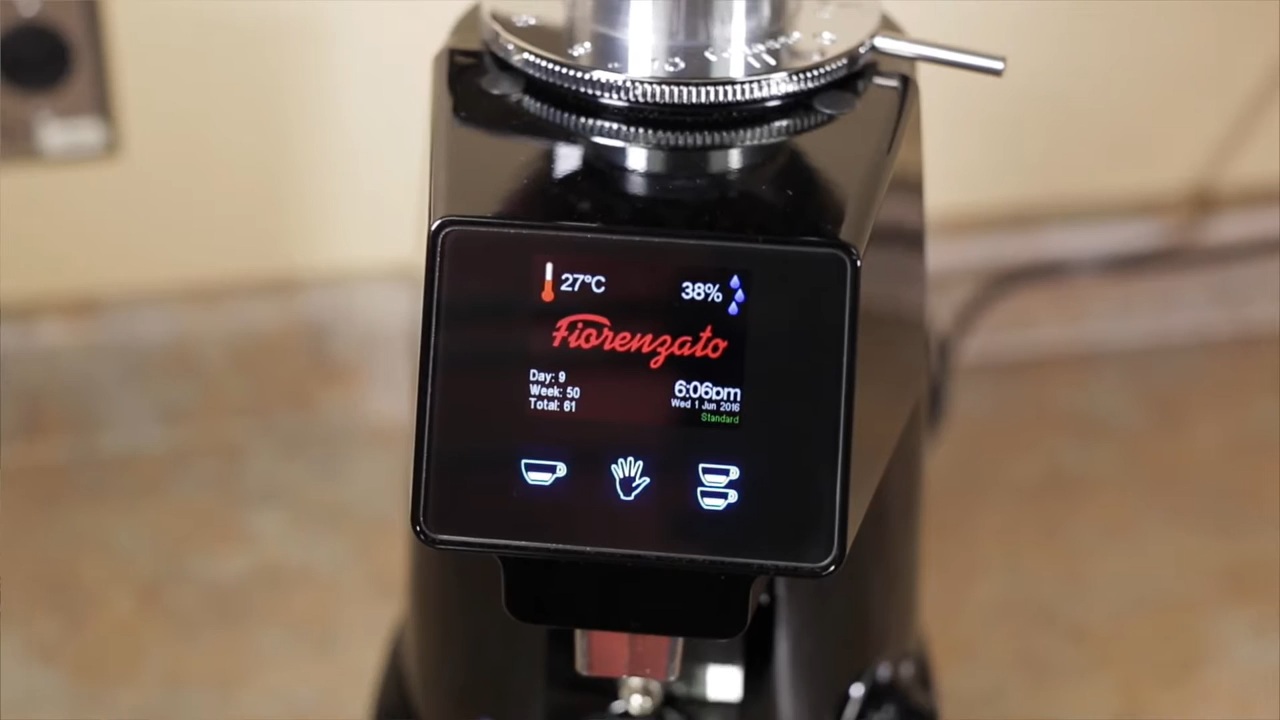 27°C
38%
Fiorenzato
Day: 9
Week: 50
Total: 61
6:06pm
Wed 1 Jun 2016
Standard